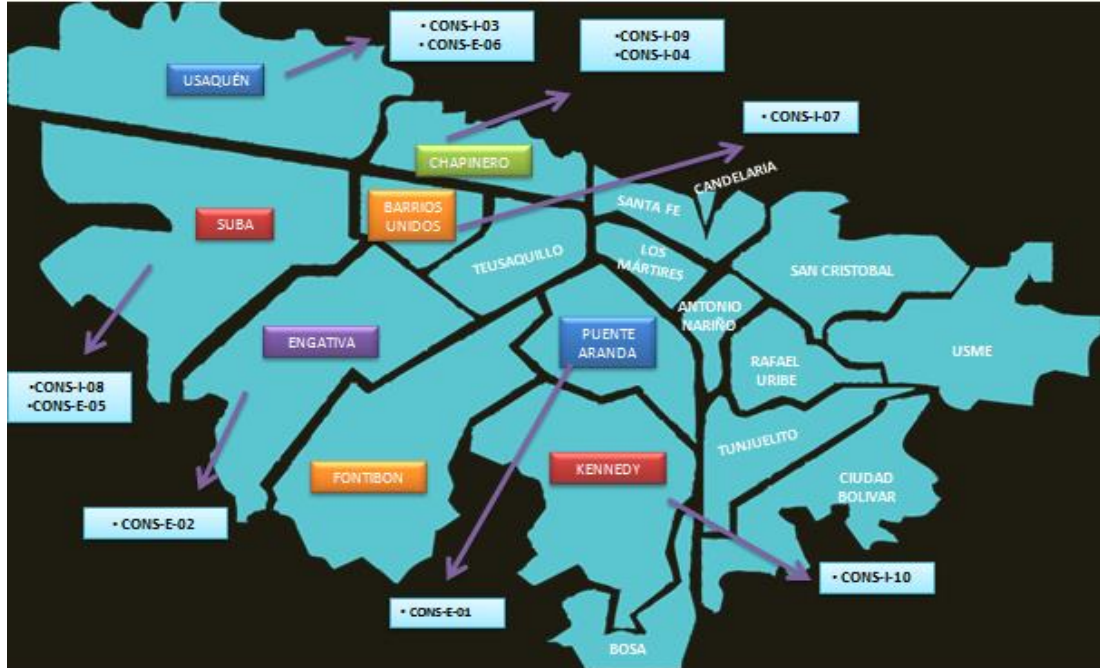 • CONS-I-03
• CONS-E-06
• CONS-I-09
• CONS-I-04
USAQUÉN
• CONS-I-07
CHAPINERO
CANDELARIA
BARRIOS
UNIDOS
SANTA FE
SUBA
TEUSAQUILLO
LOS
MÁRTIRES
SAN CRISTOBAL
ANTONIO
NARIÑO
ENGATIVA
PUENTE
ARANDA
USME
RAFAEL
URIBE
•CONS-I-08
•CONS-E-05
TUNJUELITO
FONTIBON
KENNEDY
CIUDAD
BOLIVAR
• CONS-E-02
• CONS-I-10
• CONS-E-01
BOSA